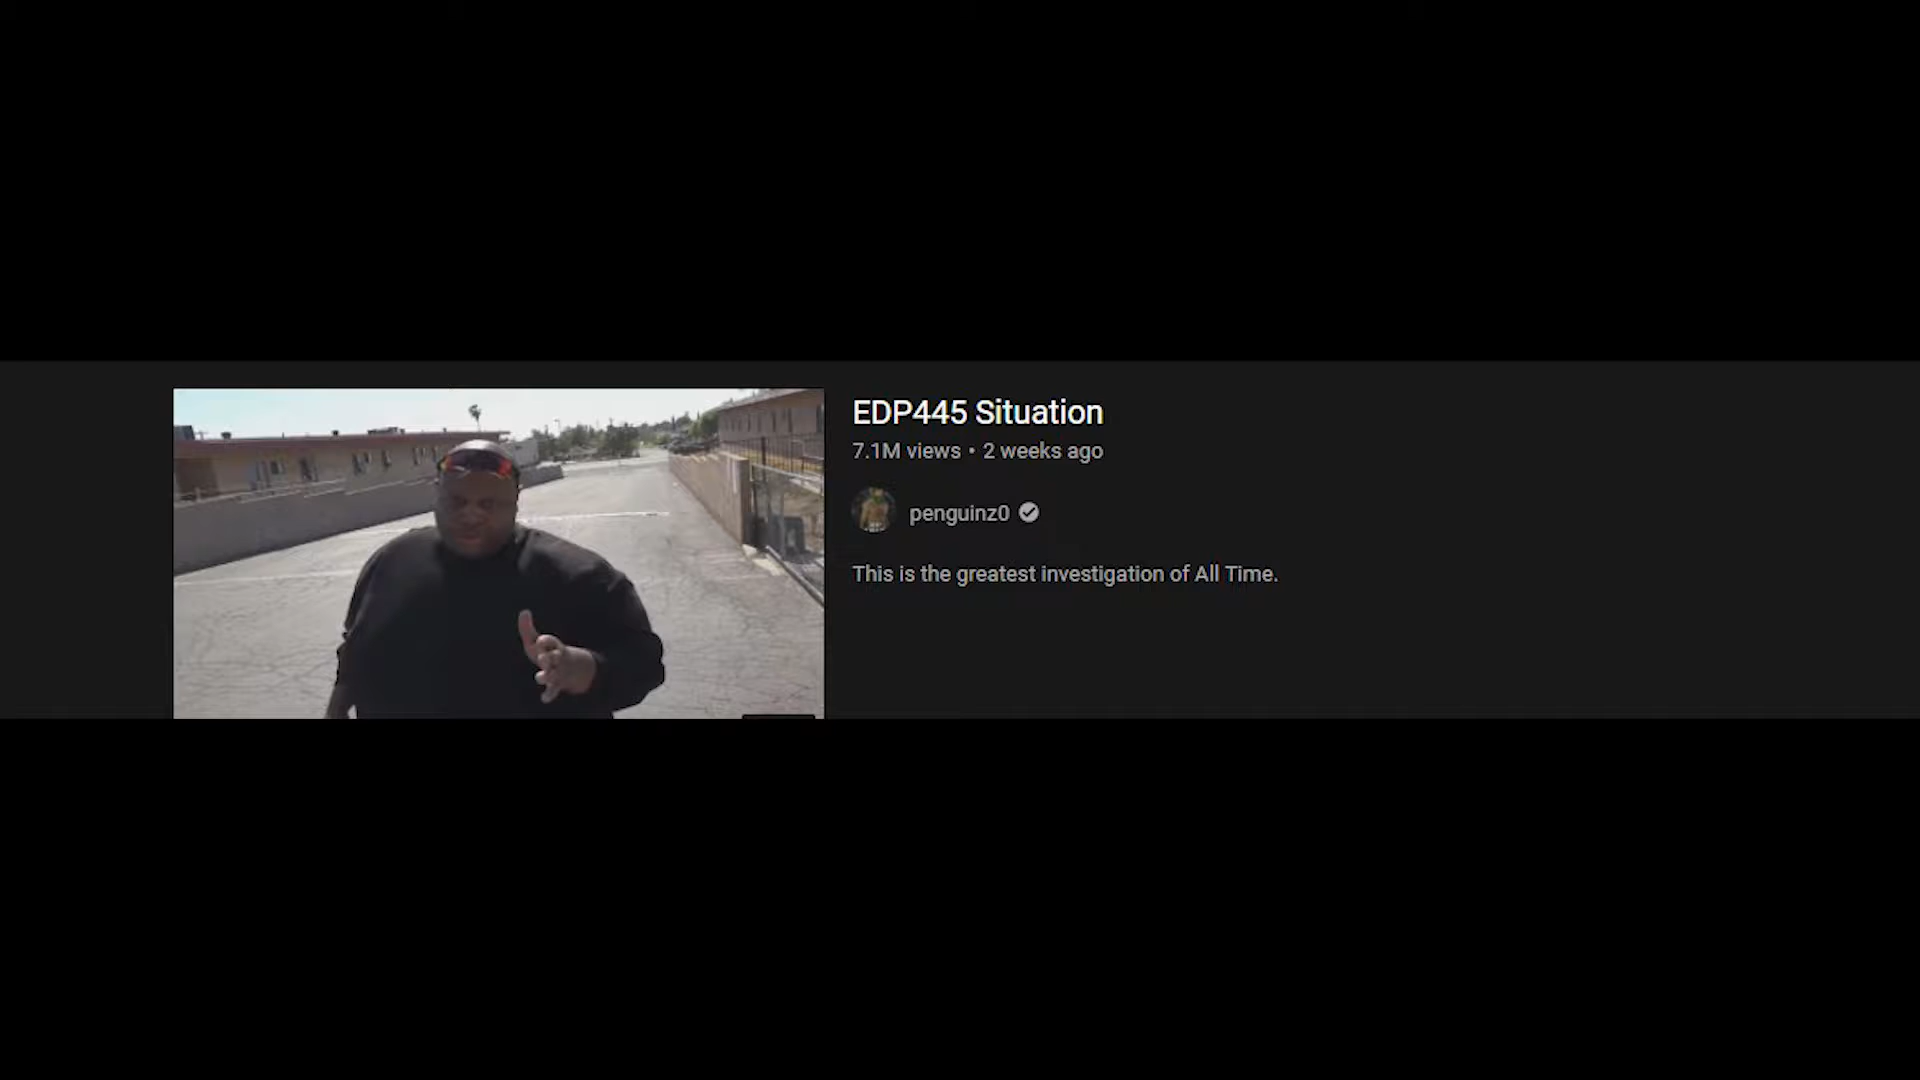 EDP445 Situation
7.1M views • 2 weeks ago
penguinz0
This is the greatest investigation of All Time.